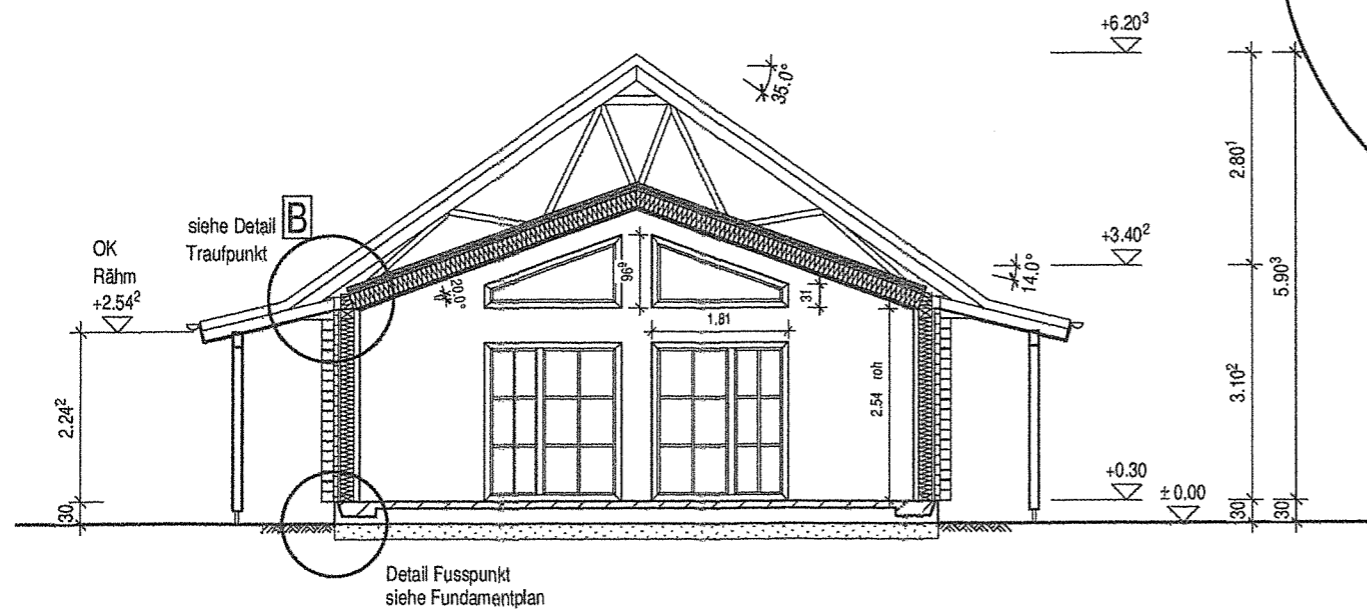 +6.20³
35.0°
2.80¹
siehe Detail B
Traufpunkt
OK
Rähm
+2.54²
+3.40²
14.0°
5.90³
20.0°
96⁹
31
1,81
2.54 roh
2.24²
3.10²
+0.30
± 0,00
30
30
30
Detail Fusspunkt
siehe Fundamentplan